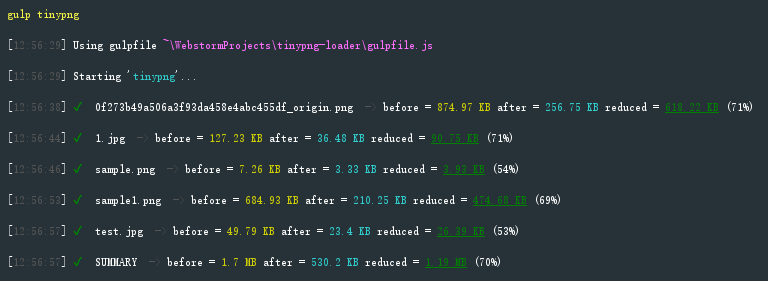 gulp tinypng
[12:56:29] Using gulpfile ~\WebstormProjects\tinypng-loader\gulpfile.js
[12:56:29] Starting 'tinypng'...
[12:56:38] ✓ 0f273b49a506a3f93da458e4abc455df_origin.png -> before = 874.97 KB after = 256.75 KB reduced = 618.22 KB (71%)
[12:56:44] ✓ 1.jpg -> before = 127.23 KB after = 36.48 KB reduced = 90.75 KB (71%)
[12:56:46] ✓ sample.png -> before = 7.26 KB after = 3.33 KB reduced = 3.93 KB (54%)
[12:56:53] ✓ sample1.png -> before = 684.93 KB after = 210.25 KB reduced = 474.68 KB (69%)
[12:56:57] ✓ test.jpg -> before = 49.79 KB after = 23.4 KB reduced = 26.39 KB (53%)
[12:56:57] ✓ SUMMARY -> before = 1.7 MB after = 530.2 KB reduced = 1.19 MB (70%)